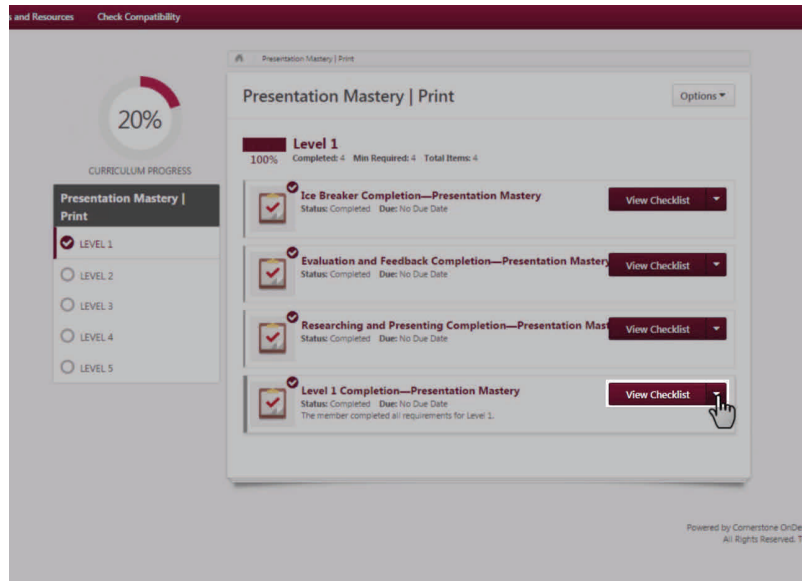 s and Resources Check Compatibility
Presentation Mastery | Print
Presentation Mastery | Print
Options
20%
CURRICULUM PROGRESS
Level 1
100% Completed: 4 Min Required: 4 Total Items: 4
Presentation Mastery |
Print
LEVEL 1
LEVEL 2
LEVEL 3
LEVEL 4
LEVEL 5
Ice Breaker Completion—Presentation Mastery
Status: Completed Due: No Due Date
View Checklist
Evaluation and Feedback Completion—Presentation Mastery
Status: Completed Due: No Due Date
View Checklist
Researching and Presenting Completion—Presentation Mast
Status: Completed Due: No Due Date
View Checklist
Level 1 Completion—Presentation Mastery
Status: Completed Due: No Due Date
The member completed all requirements for Level 1.
View Checklist
Powered by Cornerstone OnDe
All Rights Reserved. T